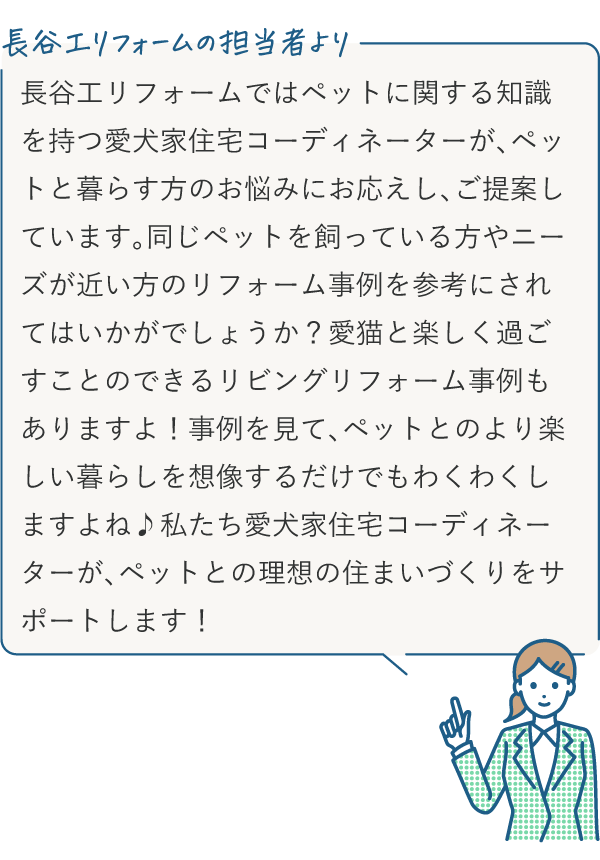 長谷工リフォームの担当者より
長谷工リフォームではペットに関する知識
を持つ愛犬家住宅コーディネーターが、ペッ
トと暮らす方のお悩みにお応えし、ご提案し
ています。同じペットを飼っている方やニー
ズが近い方のリフォーム事例を参考にされ
てはいかがでしょうか？愛猫と楽しく過ご
すことのできるリビングリフォーム事例も
ありますよ！事例を見て、ペットとのより楽
しい暮らしを想像するだけでもわくわくし
ますよね♪私たち愛犬家住宅コーディネー
ターが、ペットとの理想の住まいづくりをサ
ポートします！